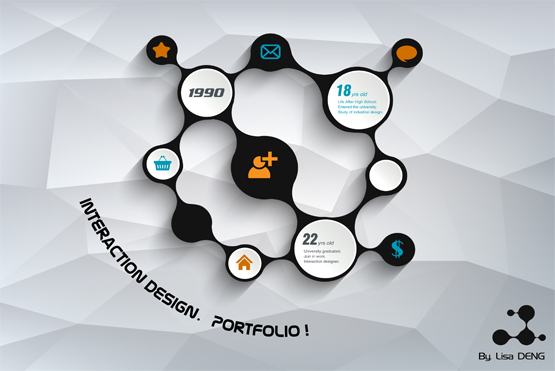 1990
18 yrs old
Life After High School.
Entered the university
Study of industrial design.
22 yrs old
University graduated,
Join in work
Interaction designer.
$
INTERACTION DESIGN. PORTFOLIO !
By. Lisa DENG